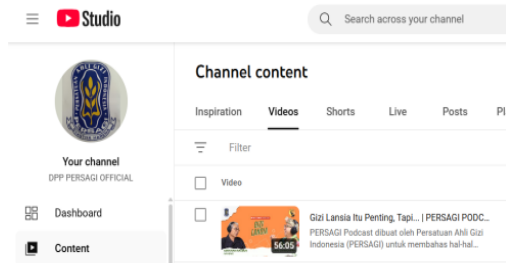 Studio
Search across your channel
Channel content
Inspiration Videos Shorts Live Posts Pl
Filter
Your channel
DPP PERSAGI OFFICIAL
Video
Dashboard
Gizi Lansia Itu Penting, Tapi... | PERSAGI PODC...
PERSAGI Podcast dibuat oleh Persatuan Ahli Gizi
Indonesia (PERSAGI) untuk membahas hal-hal...
56:05
Content